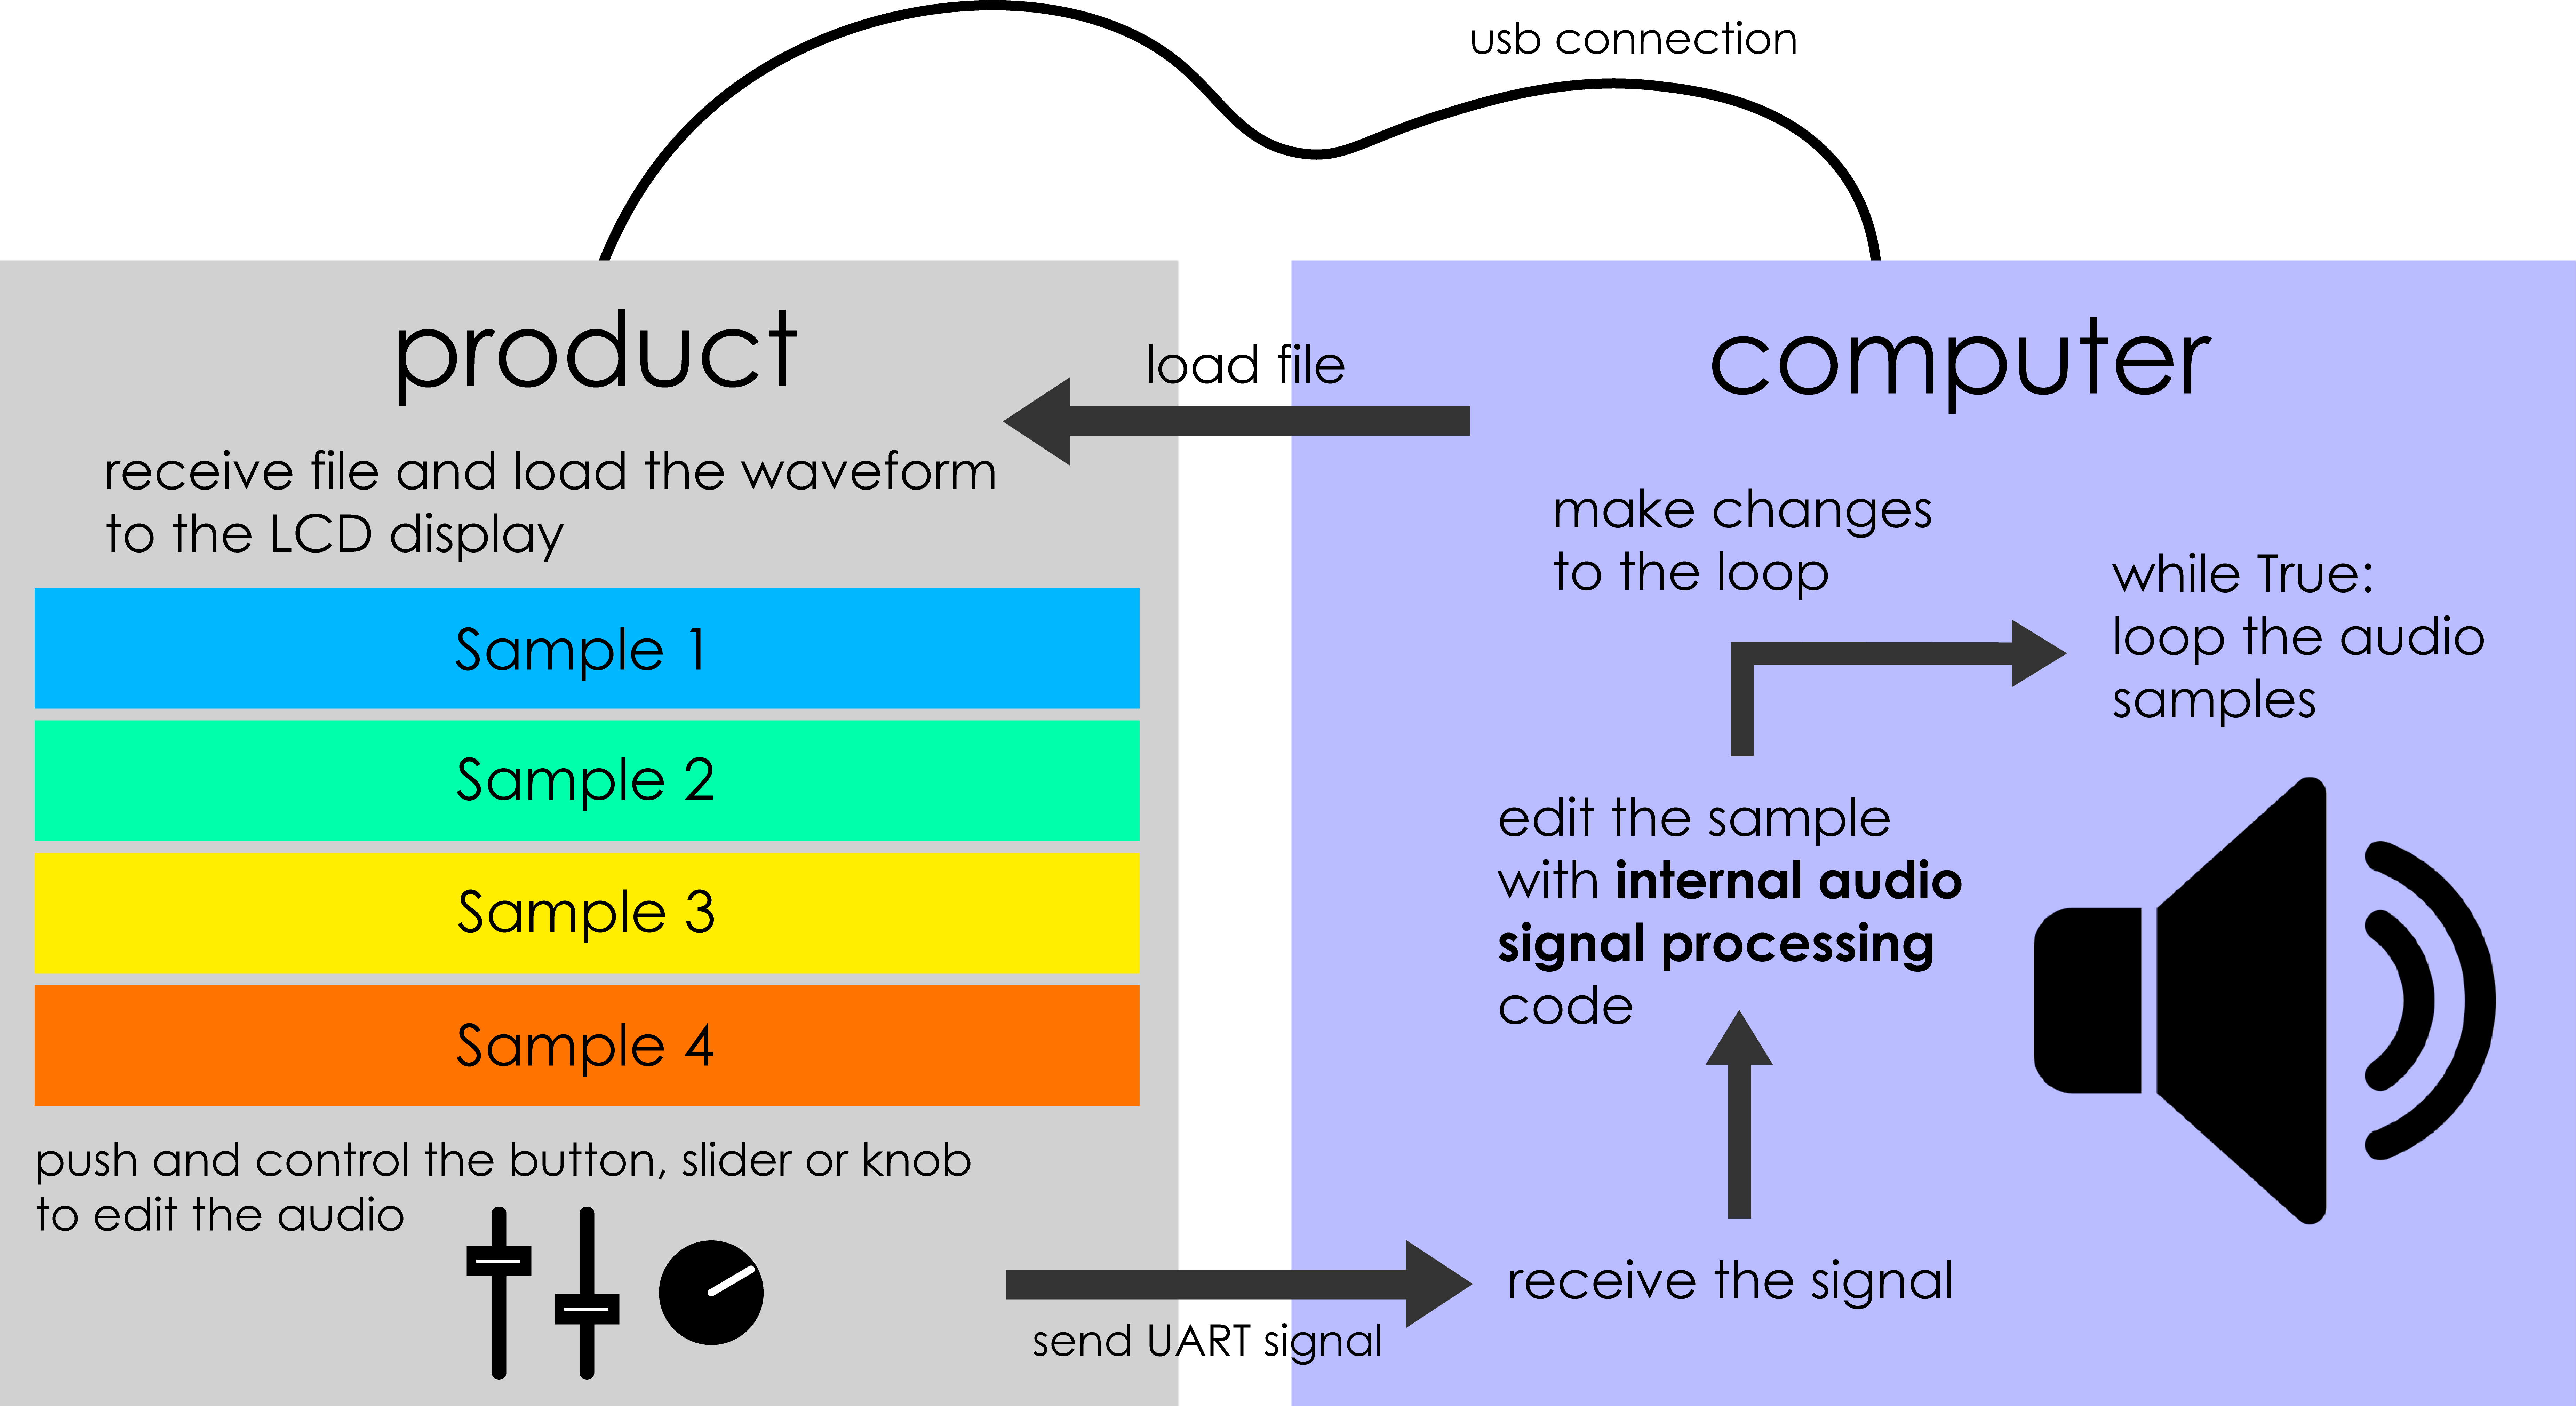 usb connection
product
load file
computer
receive file and load the waveform
to the LCD display
make changes
to the loop
while True:
loop the audio
samples
Sample 1
Sample 2
Sample 3
Sample 4
edit the sample
with internal audio
signal processing
code
push and control the button, slider or knob
to edit the audio
receive the signal
send UART signal